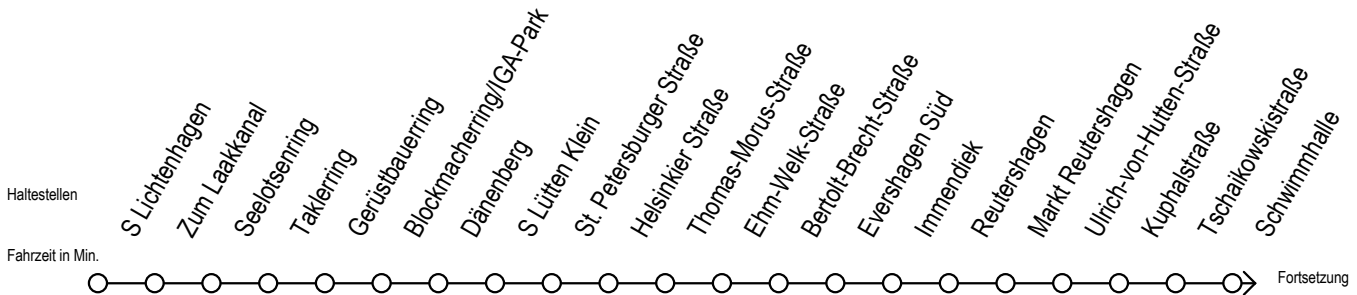 S Lichtenhagen
Zum Laakkanal
Seelotsenring
Taklerring
Gerüstbauerring
Blockmacherring/IGA-Park
Dänenberg
S Lütten Klein
St. Petersburger Straße
Helsinkier Straße
Thomas-Morus-Straße
Ehm-Welk-Straße
Bertolt-Brecht-Straße
Evershagen Süd
Immendiek
Reutershagen
Markt Reutershagen
Ulrich-von-Hutten-Straße
Kuphalstraße
Tschaikowskistraße
Schwimmhalle
Haltestellen
Fahrzeit in Min.
Fortsetzung